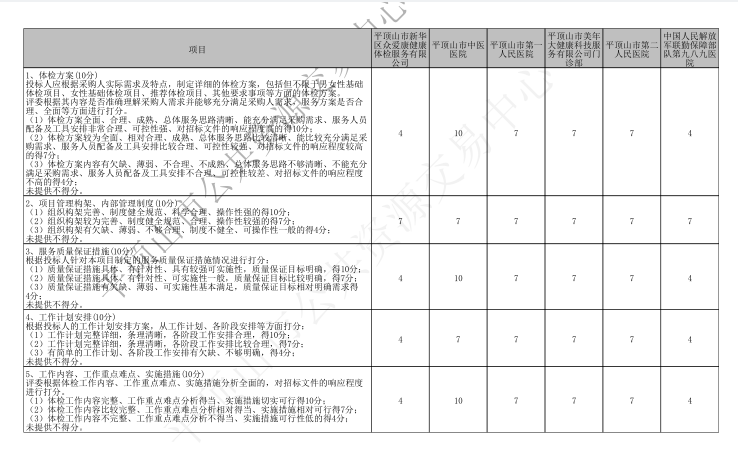 项目
平顶山市新华
区众爱康健康
体检服务有限
公司
平顶山市中医
医院
平顶山市第一
人民医院
平顶山市美年
大健康科技服
务有限公司门
诊部
平顶山市第二
人民医院
中国人民解放
军联勤保障部
队第九八九医
院
1、体检方案(10分)
投标人应根据采购人实际需求及特点，制定详细的体检方案，包括但不限于男女性基础
体检项目、女性基础体检项目、推荐体检项目、其他要求事项等方面的体检方案。
评委根据其内容是否准确理解采购人需求并能够充分满足采购人需求、服务方案是否合
理、全面等方面进行打分。
（1）体检方案全面、合理、成熟、总体服务思路清晰、能充分满足采购需求、服务人员
配备及工具安排非常合理、可控性强、对招标文件的响应程度高的得10分；
（2）体检方案较为全面、相对合理、成熟、总体服务思路比较清晰、能比较充分满足采
购需求、服务人员配备及工具安排比较合理、可控性较强、对招标文件的响应程度较高
的得7分；
（3）体检方案内容有欠缺、薄弱、不合理、不成熟、总体服务思路不够清晰、不能充分
满足采购需求、服务人员配备及工具安排不合理、可控性较差、对招标文件的响应程度
不高的得4分；
未提供不得分。
4
10
7
7
7
4
2、项目管理构架、内部管理制度(10分)
（1）组织构架完善、制度健全规范、科学合理、操作性强的得10分；
（2）组织构架较为完善、制度健全规范、合理、操作性较强的得7分；
（3）组织构架有欠缺、薄弱、不够合理、制度不健全、可操作性一般的得4分；
未提供不得分。
7
7
7
7
7
7
3、服务质量保证措施(10分)
根据投标人针对本项目制定的服务质量保证措施情况进行打分：
（1）质量保证措施具体、有针对性、具有较强可实施性，质量保证目标明确，得10分；
（2）质量保证措施具体、有针对性、可实施性一般，质量保证目标比较明确，得7分；
（3）质量保证措施有欠缺、薄弱、可实施性基本满足，质量保证目标相对明确需求得
4分；
未提供不得分。
4
10
7
7
7
4
4、工作计划安排(10分)
根据投标人的工作计划安排方案，从工作计划、各阶段安排等方面打分：
（1）工作计划完整详细，条理清晰，各阶段工作安排合理，得10分；
（2）工作计划完整详细，条理清晰，各阶段工作安排比较合理，得7分；
（3）有简单的工作计划、各阶段工作安排有欠缺、不够明确，得4分；
未提供不得分。
4
7
7
7
7
4
5、工作内容、工作重点难点、实施措施(10分)
评委根据体检工作内容、工作重点难点、实施措施分析全面的，对招标文件的响应程度
进行打分。
（1）体检工作内容完整、工作重点难点分析得当、实施措施切实可行得10分；
（2）体检工作内容比较完整、工作重点难点分析相对得当、实施措施相对可行得7分；
（3）体检工作内容不完整、工作重点难点分析不得当、实施措施可行性低的得4分；
未提供不得分。
4
10
7
7
7
4
平顶山市公共资源交易中心